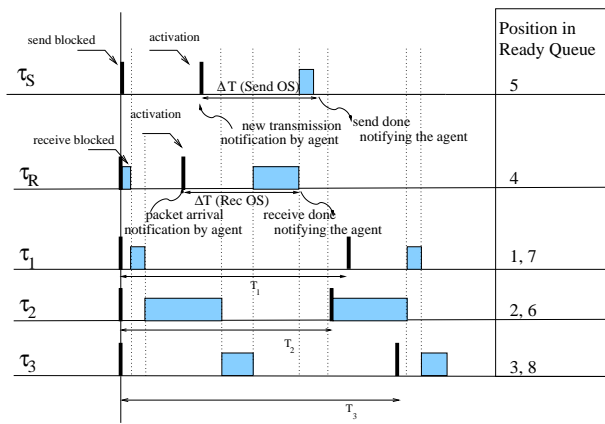 Position in
Ready Queue
send blocked
activation
τS
ΔT (Send OS)
5
new transmission
notification by agent
send done
notifying the agent
activation
receive blocked
τR
4
ΔT (Rec OS)
packet arrival
notification by agent
receive done
notifying the agent
τ1
1, 7
T1
τ2
2, 6
T2
τ3
3, 8
T3